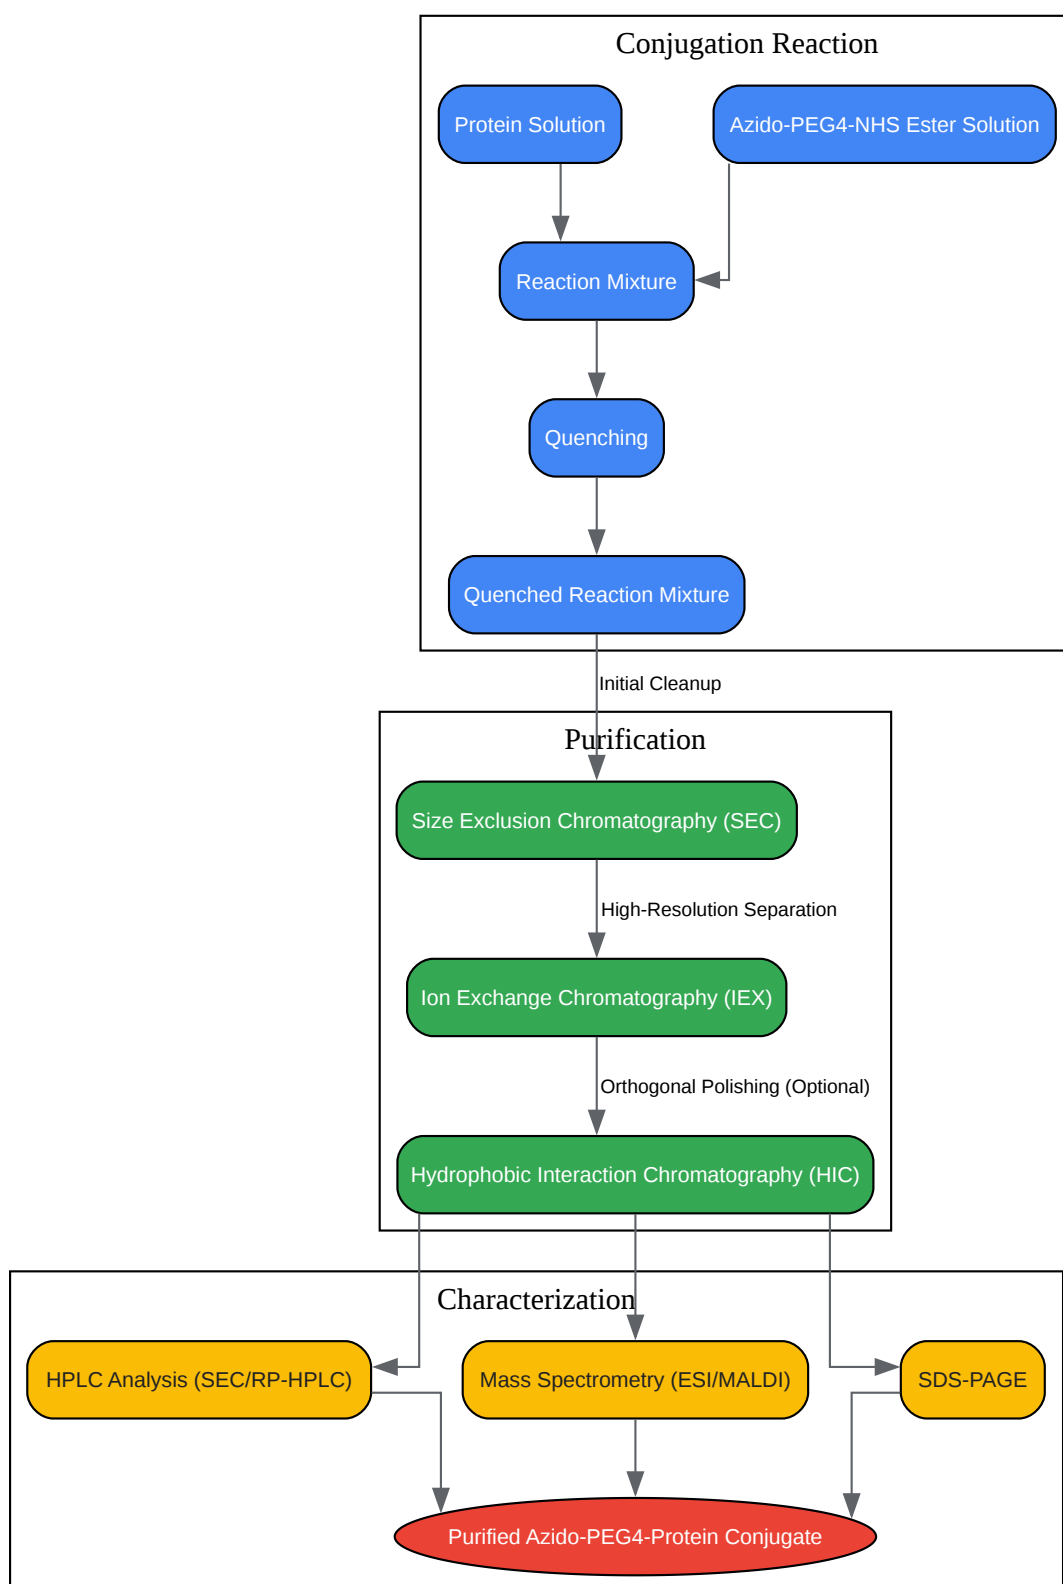 Conjugation Reaction
Protein Solution
Azido-PEG4-NHS Ester Solution
Reaction Mixture
Quenching
Quenched Reaction Mixture
Initial Cleanup
Purification
Size Exclusion Chromatography (SEC)
High-Resolution Separation
Ion Exchange Chromatography (IEX)
Orthogonal Polishing (Optional)
Hydrophobic Interaction Chromatography (HIC)
Characterization
HPLC Analysis (SEC/RP-HPLC)
Mass Spectrometry (ESI/MALDI)
SDS-PAGE
Purified Azido-PEG4-Protein Conjugate